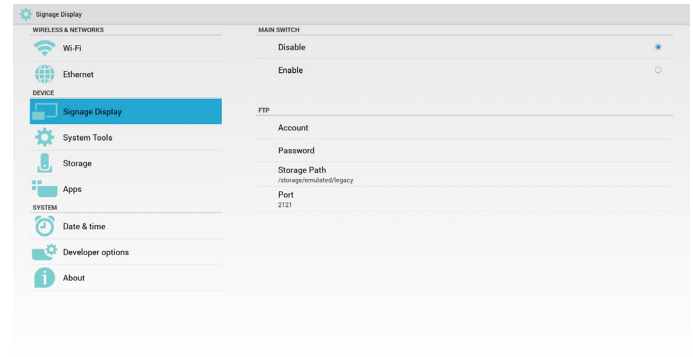 Signage Display
WIRELESS & NETWORKS
Wi-Fi
Ethernet
DEVICE
Signage Display
System Tools
Storage
Apps
SYSTEM
Date & time
Developer options
About
MAIN SWITCH
Disable
Enable
FTP
Account
Password
Storage Path
/storage/emulated/legacy
Port
2121